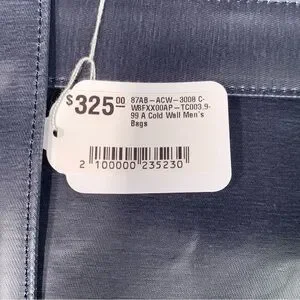 $325.00
87AB-ACW-3008 C-
W8FXX00AP-TC003.9-
99 A Cold Wall Men's
Bags
2 100000 235230